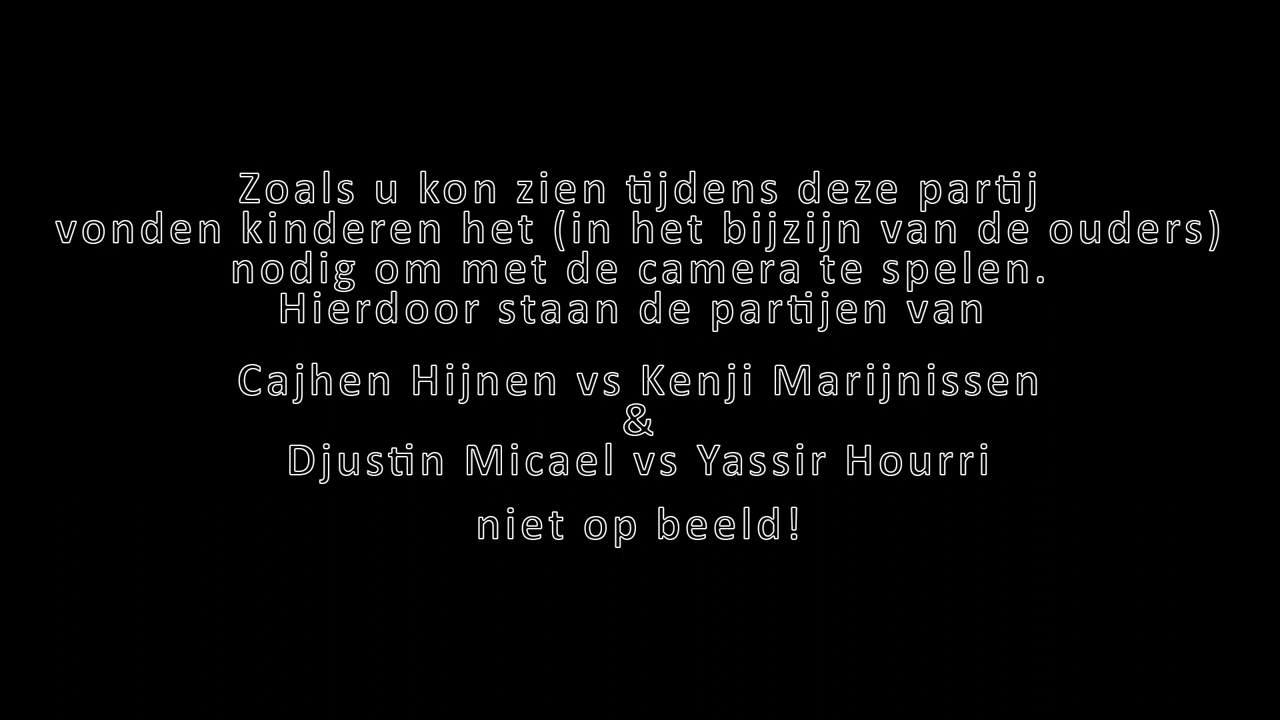 Zoals u kon zien tijdens deze partij
vonden kinderen het (in het bijzijn van de ouders)
nodig om met de camera te spelen.
Hierdoor staan de partijen van
Cajhen Hijnen vs Kenji Marijnissen
&
Djustin Micael vs Yassir Hourri
niet op beeld!